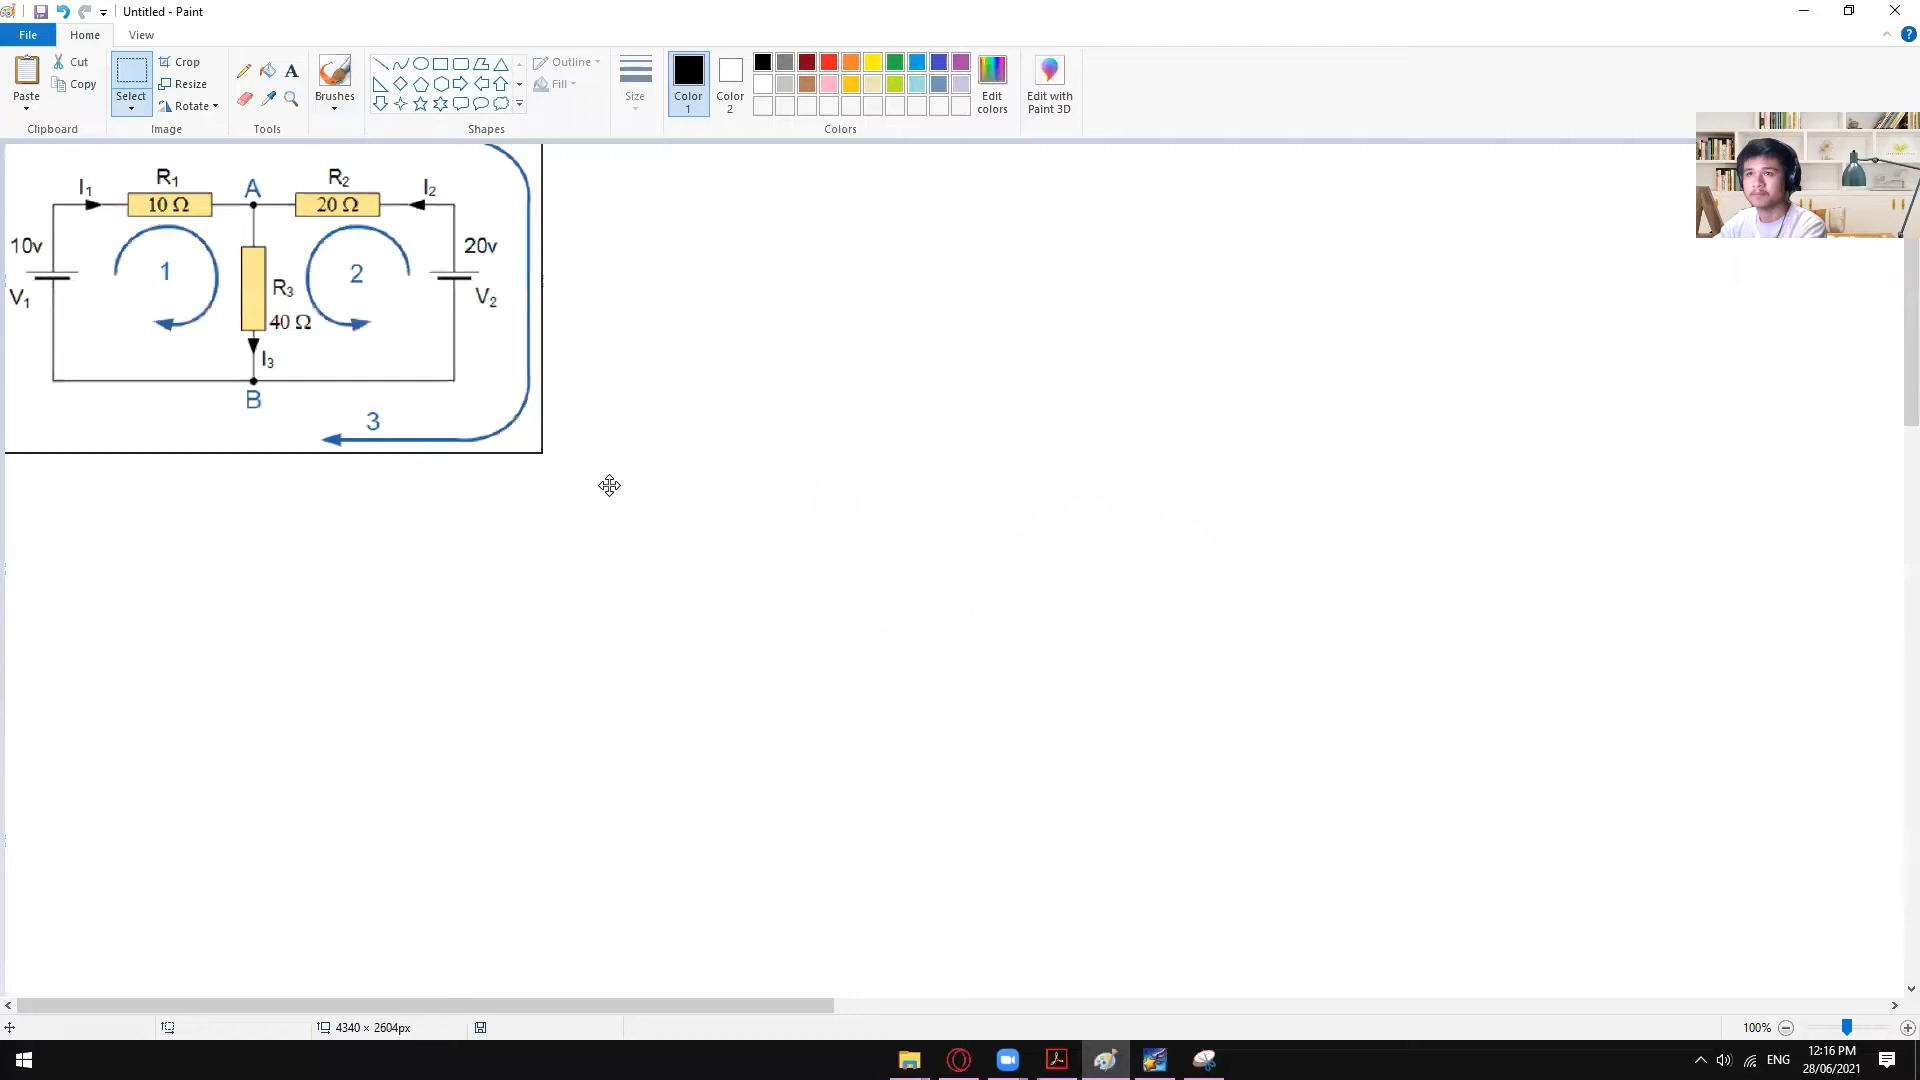 Untitled - Paint
File Home View
Paste
Cut
Copy
Clipboard
Select
Crop
Resize
Rotate
Image
A
Tools
Brushes
Shapes
Outline
Fill
Size
Color 1
Color 2
Edit colors
Colors
Edit with Paint 3D
I1 R1 A R2 I2
10 Ω 20 Ω
10v 1 2 20v
V1 R3 V2
40 Ω
I3
B
3
4340 × 2604px
100%
ENG
12:16 PM
28/06/2021